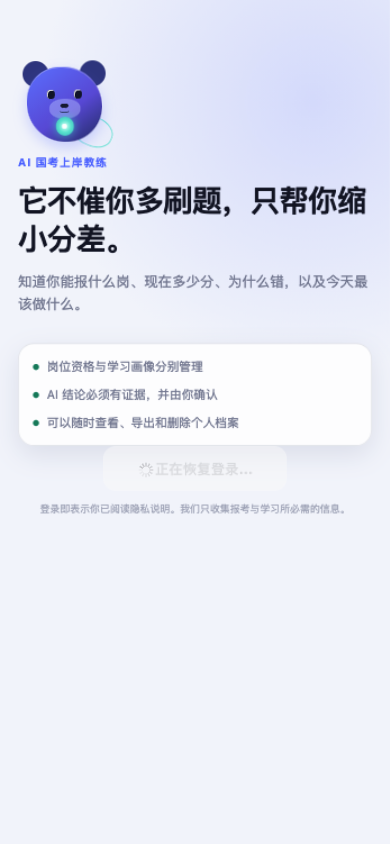 AI 国考上岸教练
它不催你多刷题，只帮你缩
小分差。
知道你能报什么岗、现在多少分、为什么错，以及今天最
该做什么。
岗位资格与学习画像分别管理
AI 结论必须有证据，并由你确认
可以随时查看、导出和删除个人档案
正在恢复登录...
登录即表示你已阅读隐私说明。我们只收集报考与学习所必需的信息。